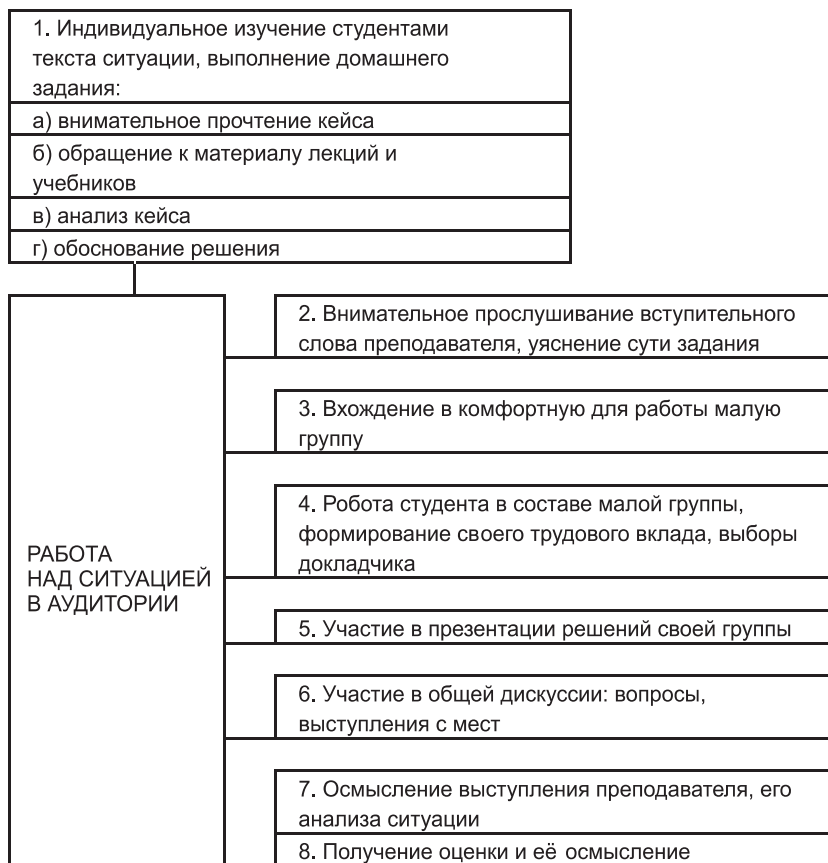 1. Индивидуальное изучение студентами
текста ситуации, выполнение домашнего
задания:
а) внимательное прочтение кейса
б) обращение к материалу лекций и
учебников
в) анализ кейса
г) обоснование решения
РАБОТА
НАД СИТУАЦИЕЙ
В АУДИТОРИИ
2. Внимательное прослушивание вступительного
слова преподавателя, уяснение сути задания
3. Вхождение в комфортную для работы малую
группу
4. Робота студента в составе малой группы,
формирование своего трудового вклада, выборы
докладчика
5. Участие в презентации решений своей группы
6. Участие в общей дискуссии: вопросы,
выступления с мест
7. Осмысление выступления преподавателя, его
анализа ситуации
8. Получение оценки и её осмысление